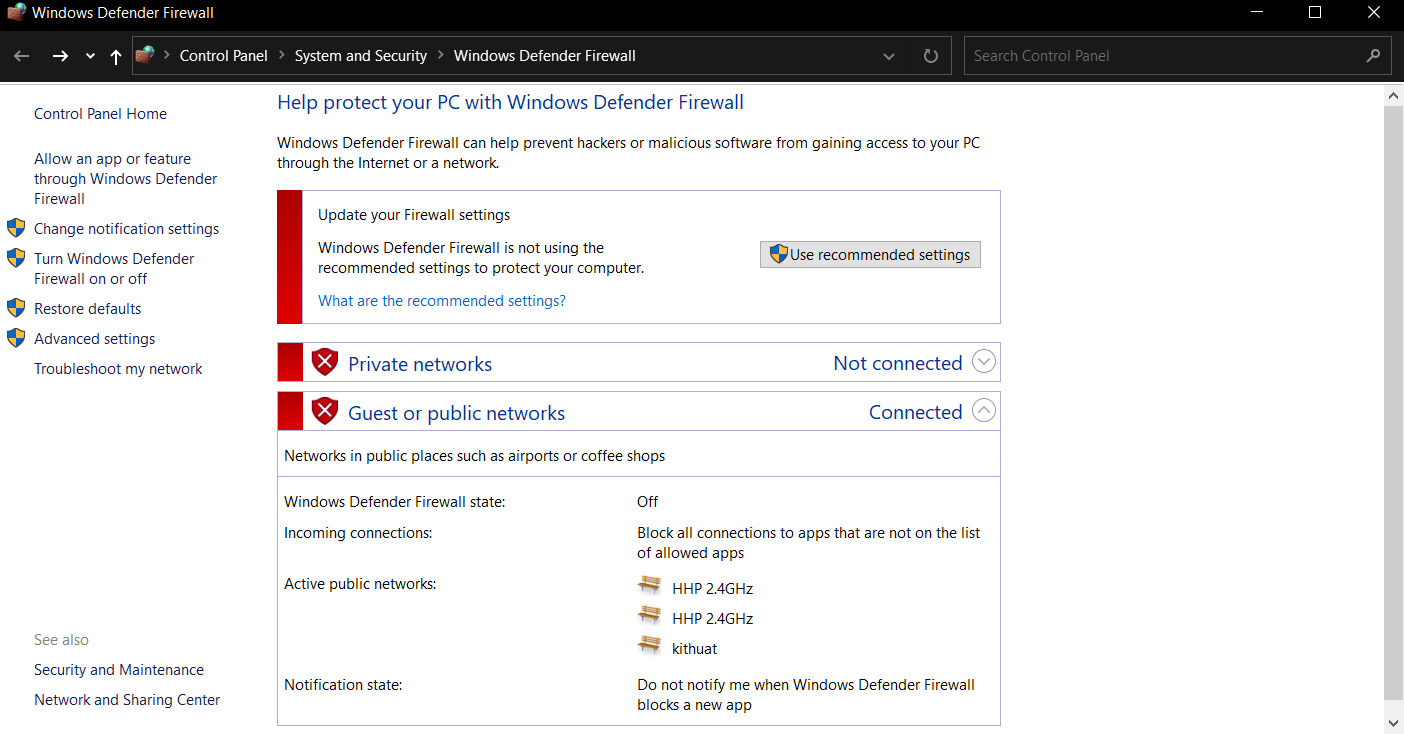 Windows Defender Firewall
Control Panel > System and Security > Windows Defender Firewall
Search Control Panel
Control Panel Home
Allow an app or feature
through Windows Defender
Firewall
Change notification settings
Turn Windows Defender
Firewall on or off
Restore defaults
Advanced settings
Troubleshoot my network
See also
Security and Maintenance
Network and Sharing Center
Help protect your PC with Windows Defender Firewall
Windows Defender Firewall can help prevent hackers or malicious software from gaining access to your PC
through the Internet or a network.
Update your Firewall settings
Windows Defender Firewall is not using the
recommended settings to protect your computer.
Use recommended settings
What are the recommended settings?
Private networks Not connected
Guest or public networks Connected
Networks in public places such as airports or coffee shops
Windows Defender Firewall state: Off
Incoming connections: Block all connections to apps that are not on the list
of allowed apps
Active public networks: HHP 2.4GHz
HHP 2.4GHz
kithuat
Notification state: Do not notify me when Windows Defender Firewall
blocks a new app